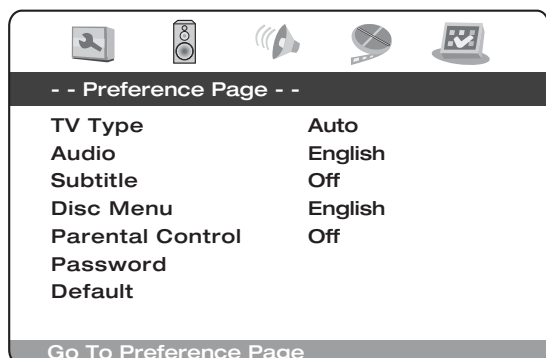 - - Preference Page - -
TV Type Auto
Audio English
Subtitle Off
Disc Menu English
Parental Control Off
Password
Default
Go To Preference Page